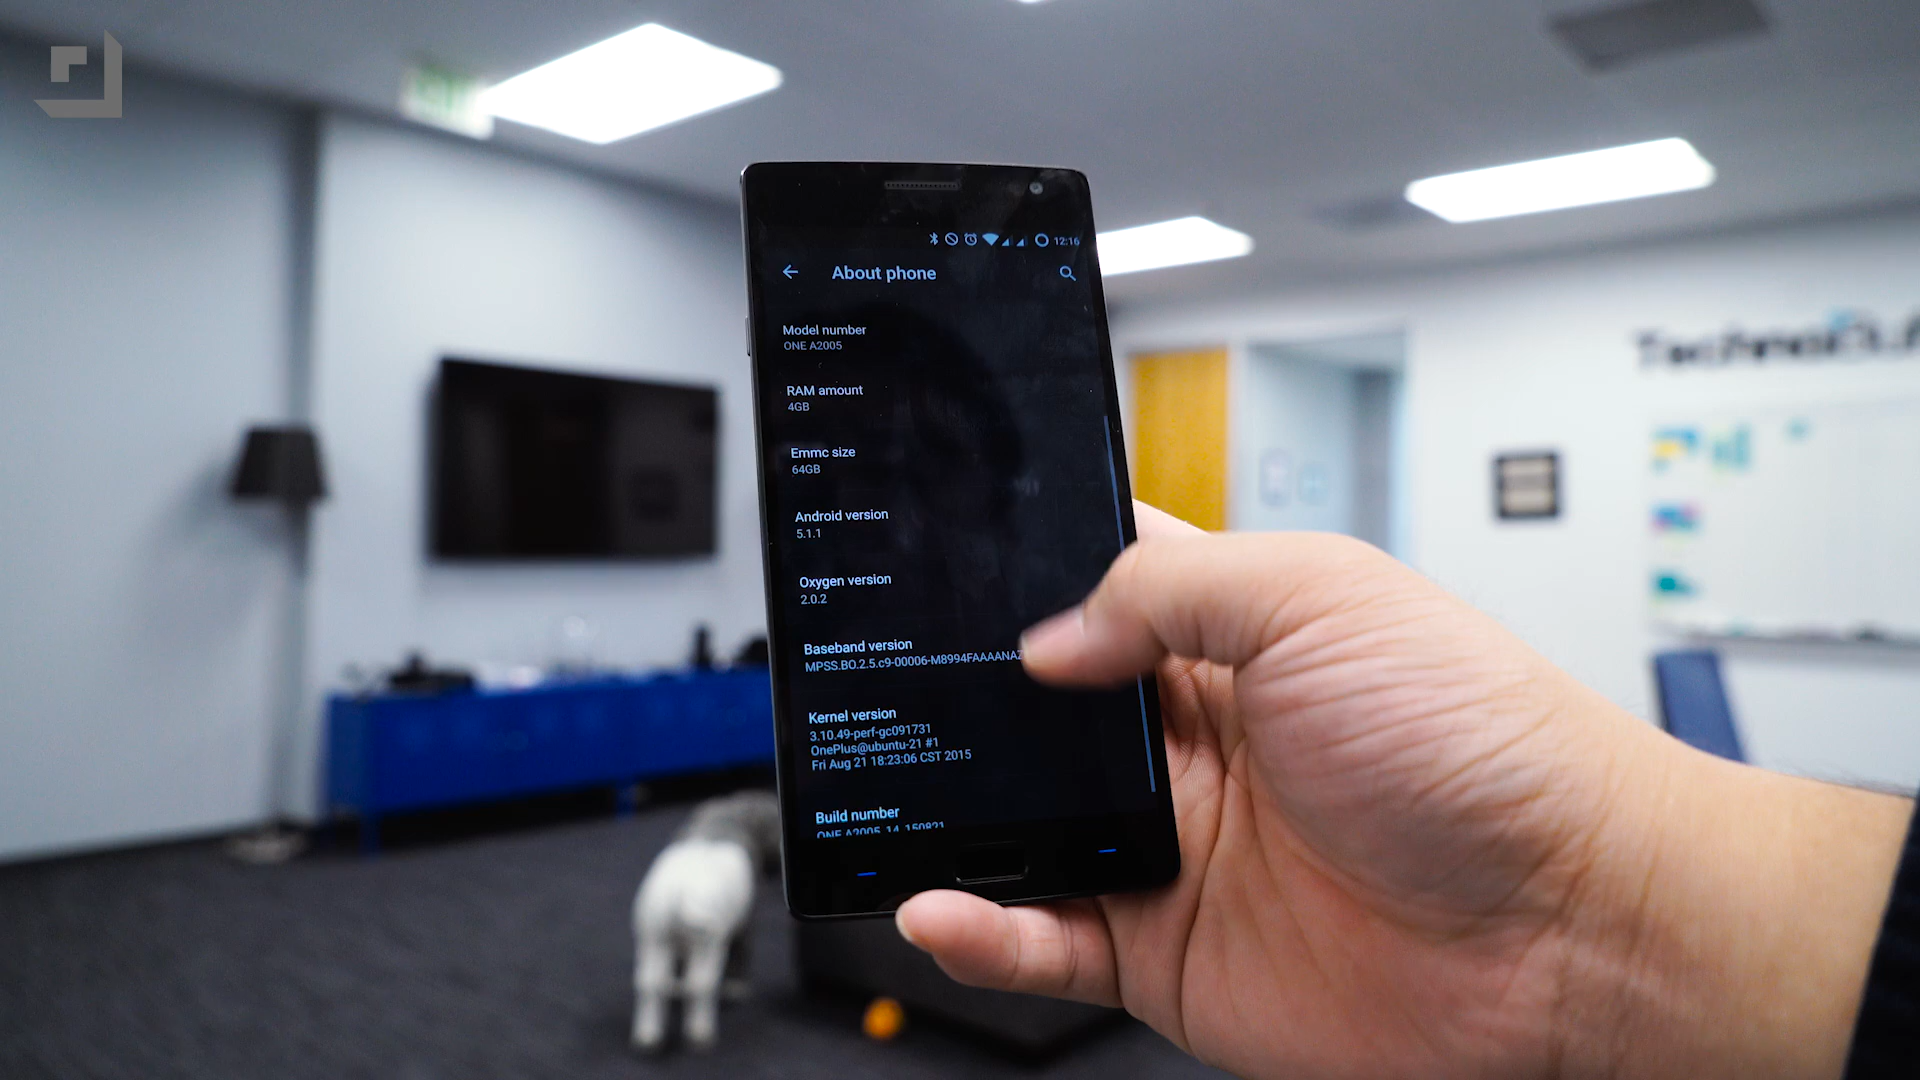 12:16
About phone
Model number
ONE A2005
RAM amount
4GB
Emmc size
64GB
Android version
5.1.1
Oxygen version
2.0.2
Baseband version
MPSS.BO.2.5.c9-00006-M8994FAAAANAZ
Kernel version
3.10.49-perf-gc091731
OnePlus@ubuntu-21 #1
Fri Aug 21 18:23:06 CST 2015
Build number
ONE A2005_14_150821